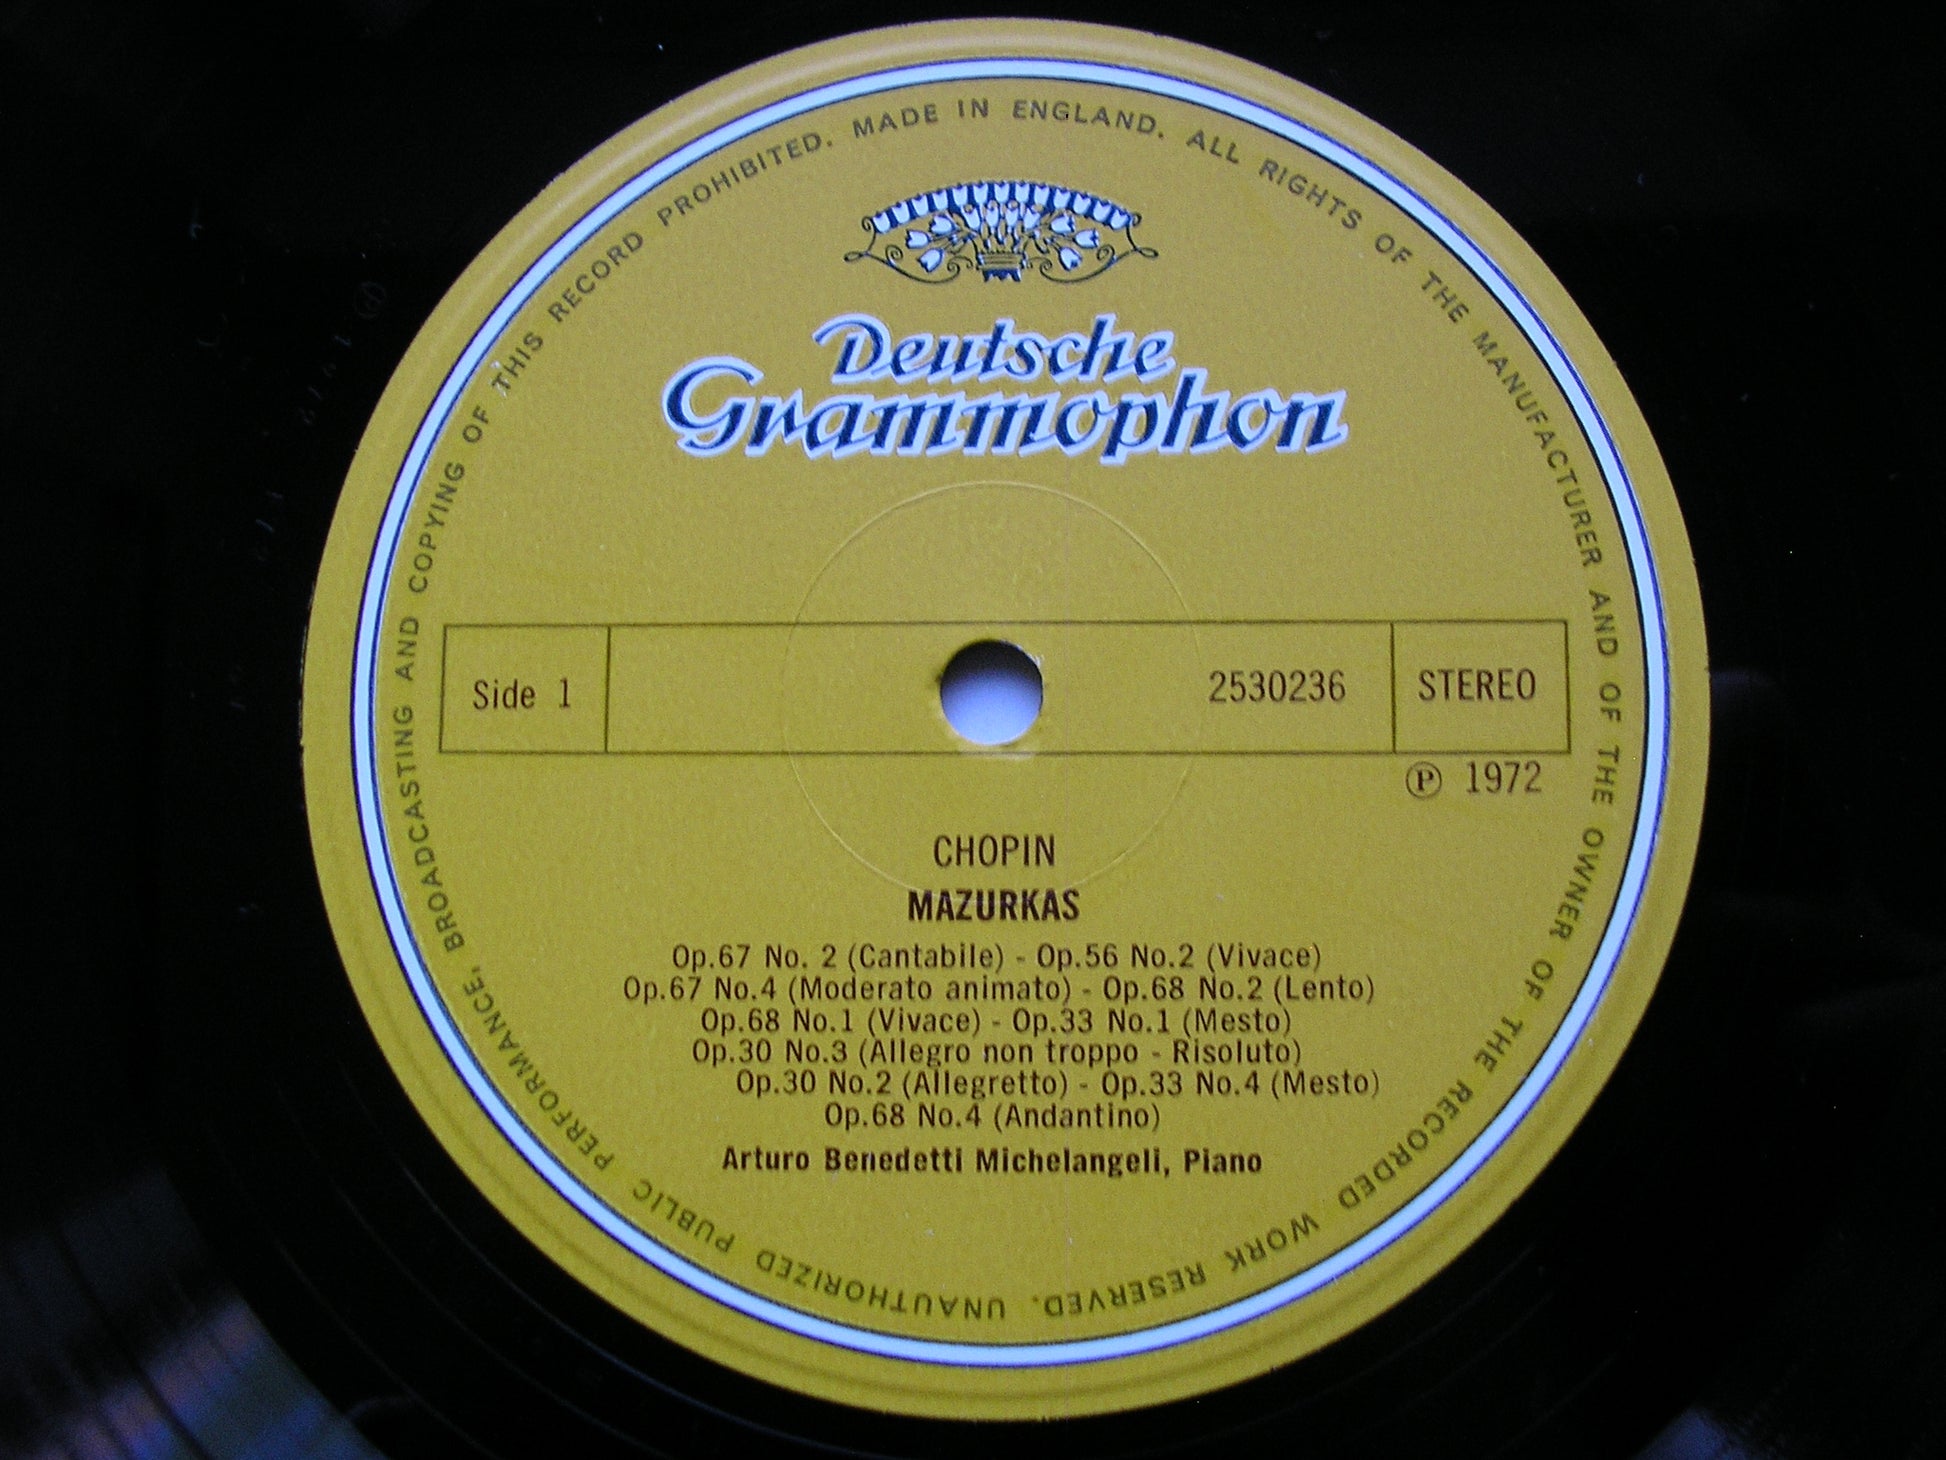 MADE IN ENGLAND. ALL RIGHTS OF THE MANUFACTURER AND OF THE OWNER OF THE RECORDED WORK RESERVED. UNAUTHORIZED PUBLIC PERFORMANCE, BROADCASTING AND COPYING OF THIS RECORD PROHIBITED.
Deutsche
Grammophon
Side 1
2530236
STEREO
℗ 1972
CHOPIN
MAZURKAS
Op.67 No. 2 (Cantabile) - Op.56 No.2 (Vivace)
Op.67 No.4 (Moderato animato) - Op.68 No.2 (Lento)
Op.68 No.1 (Vivace) - Op.33 No.1 (Mesto)
Op.30 No.3 (Allegro non troppo - Risoluto)
Op.30 No.2 (Allegretto) - Op.33 No.4 (Mesto)
Op.68 No.4 (Andantino)
Arturo Benedetti Michelangeli, Piano